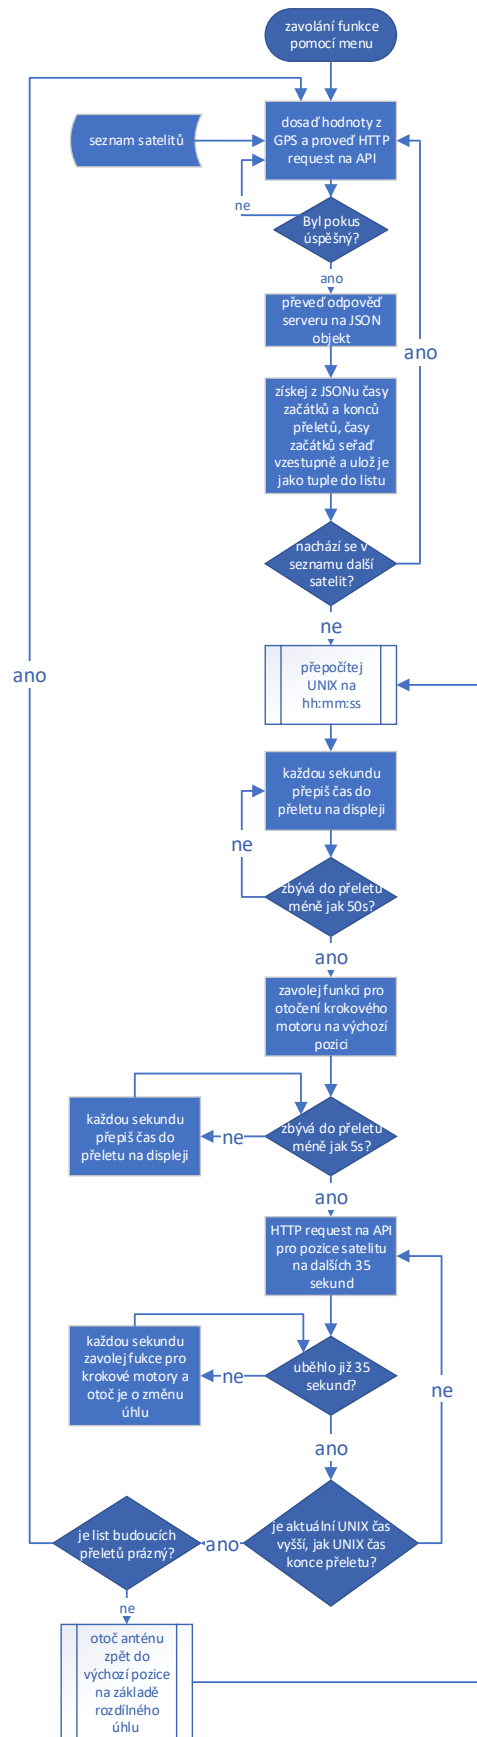 zavolání funkce
pomocí menu
dosaď hodnoty z
GPS a proveď HTTP
request na API
seznam satelitů
ne
Byl pokus
úspěšný?
ano
převeď odpověď
serveru na JSON
objekt
ano
získej z JSONu časy
začátků a konců
přeletů, časy
začátků seřaď
vzestupně a ulož je
jako tuple do listu
nachází se v
seznamu další
satelit?
ne
ano
přepočítej
UNIX na
hh:mm:ss
každou sekundu
přepiš čas do
přeletu na displeji
ne
zbývá do přeletu
méně jak 50s?
ano
zavolej funkci pro
otočení krokového
motoru na výchozí
pozici
každou sekundu
přepiš čas do
přeletu na displeji
ne
zbývá do přeletu
méně jak 5s?
ano
HTTP request na API
pro pozice satelitu
na dalších 35
sekund
každou sekundu
zavolej fukce pro
krokové motory a
otoč je o změnu
úhlu
ne
uběhlo již 35
sekund?
ne
ano
je list budoucích
přeletů prázný?
ano
je aktuální UNIX čas
vyšší, jak UNIX čas
konce přeletu?
ne
otoč anténu
zpět do
výchozí pozice
na základě
rozdílného
úhlu